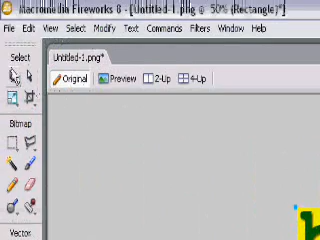 Macromedia Fireworks 8 - [Untitled-1.png @ 50% (Rectangle)*]
File Edit View Select Modify Text Commands Filters Window
Select
Untitled-1.png*
Original Preview 2-Up 4-Up
Bitmap
Vector